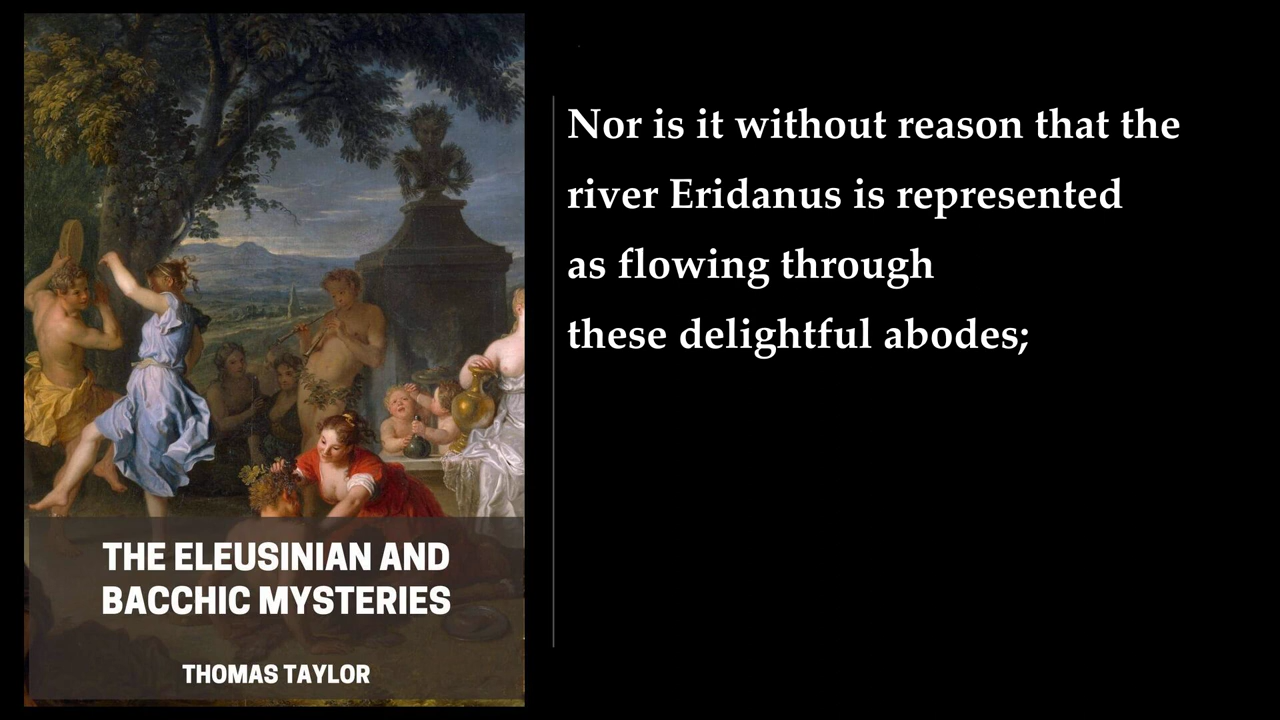 Nor is it without reason that the
river Eridanus is represented
as flowing through
these delightful abodes;
THE ELEUSINIAN AND
BACCHIC MYSTERIES
THOMAS TAYLOR